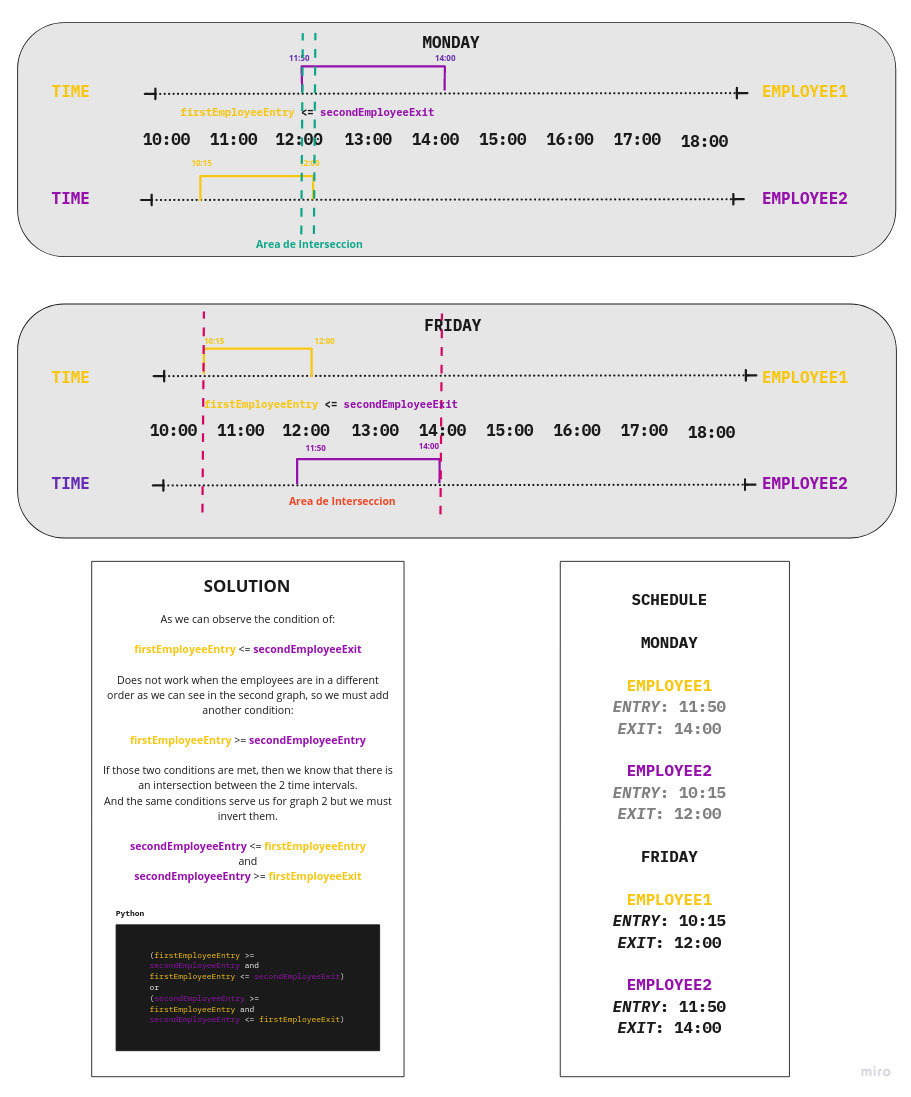 MONDAY
11:50 14:00
TIME EMPLOYEE1
firstEmployeeEntry <= secondEmployeeExit
10:00 11:00 12:00 13:00 14:00 15:00 16:00 17:00 18:00
10:15 12:00
TIME EMPLOYEE2
Area de Interseccion
FRIDAY
10:15 12:00
TIME EMPLOYEE1
firstEmployeeEntry <= secondEmployeeExit
10:00 11:00 12:00 13:00 14:00 15:00 16:00 17:00 18:00
11:50 14:00
TIME EMPLOYEE2
Area de Interseccion
SOLUTION
As we can observe the condition of:
firstEmployeeEntry <= secondEmployeeExit
Does not work when the employees are in a different
order as we can see in the second graph, so we must add
another condition:
firstEmployeeEntry >= secondEmployeeEntry
If those two conditions are met, then we know that there is
an intersection between the 2 time intervals.
And the same conditions serve us for graph 2 but we must
invert them.
secondEmployeeEntry <= firstEmployeeEntry
and
secondEmployeeEntry >= firstEmployeeExit
Python
(firstEmployeeEntry >=
secondEmployeeEntry and
firstEmployeeEntry <= secondEmployeeExit)
or
(secondEmployeeEntry >=
firstEmployeeEntry and
secondEmployeeEntry <= firstEmployeeExit)
SCHEDULE
MONDAY
EMPLOYEE1
ENTRY: 11:50
EXIT: 14:00
EMPLOYEE2
ENTRY: 10:15
EXIT: 12:00
FRIDAY
EMPLOYEE1
ENTRY: 10:15
EXIT: 12:00
EMPLOYEE2
ENTRY: 11:50
EXIT: 14:00
miro